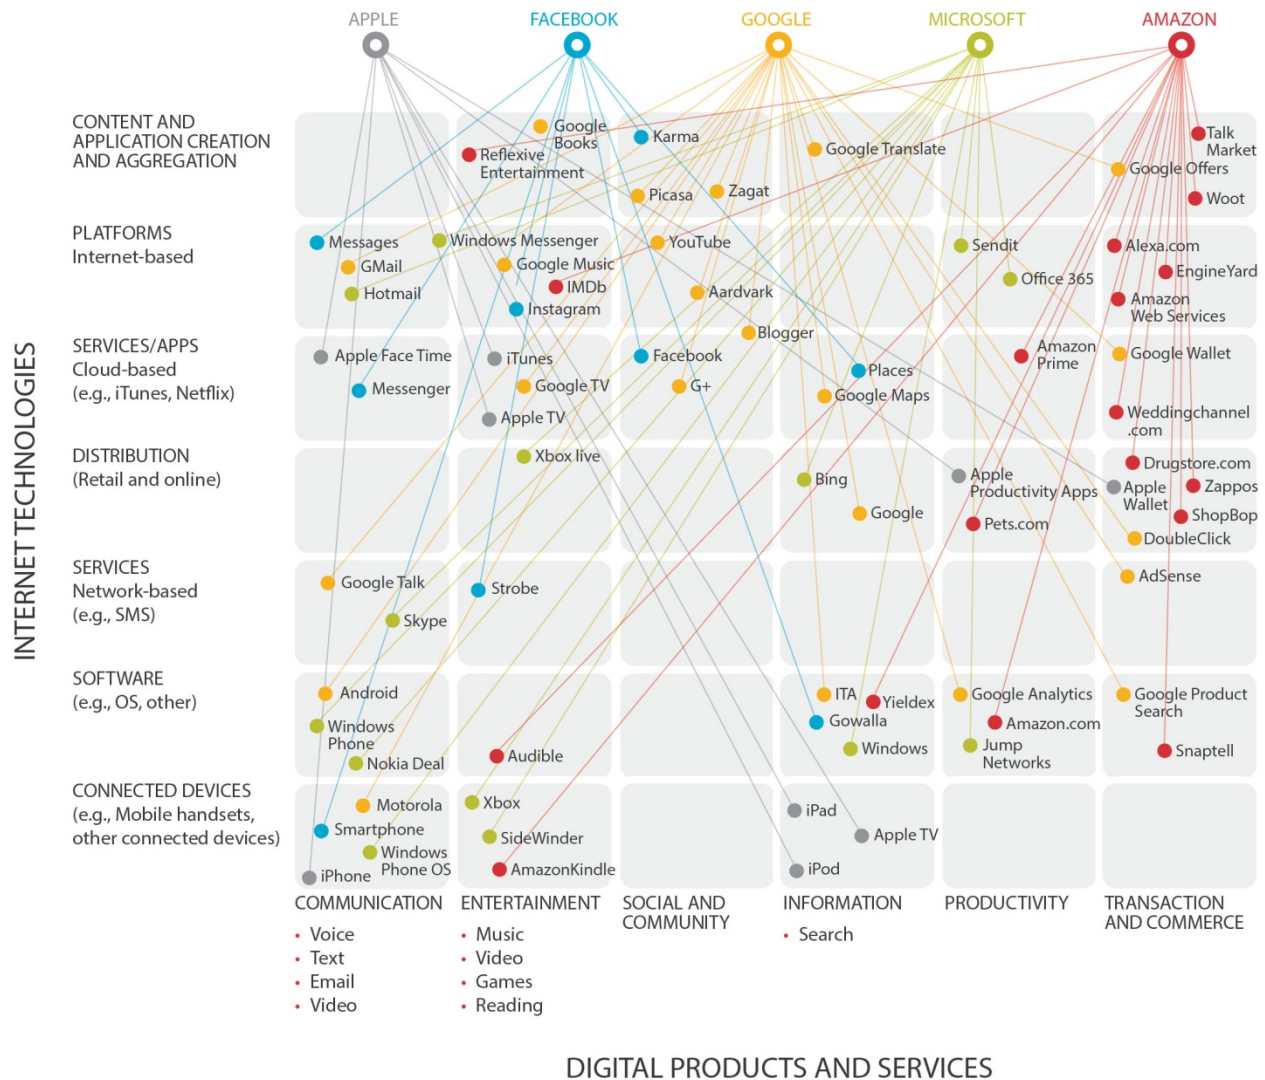 APPLE
FACEBOOK
GOOGLE
MICROSOFT
AMAZON
CONTENT AND
APPLICATION CREATION
AND AGGREGATION
Google
Books
Reflexive
Entertainment
Karma
Picasa
Zagat
Google Translate
Talk
Market
Google Offers
Woot
PLATFORMS
Internet-based
Messages
GMail
Hotmail
Windows Messenger
Google Music
IMDb
Instagram
YouTube
Aardvark
Blogger
Sendit
Office 365
Alexa.com
EngineYard
Amazon
Web Services
SERVICES/APPS
Cloud-based
(e.g., iTunes, Netflix)
Apple Face Time
Messenger
iTunes
Google TV
Apple TV
Facebook
G+
Places
Google Maps
Amazon
Prime
Google Wallet
Weddingchannel
.com
DISTRIBUTION
(Retail and online)
Xbox live
Bing
Google
Apple
Productivity Apps
Pets.com
Drugstore.com
Apple
Wallet
Zappos
ShopBop
DoubleClick
SERVICES
Network-based
(e.g., SMS)
Google Talk
Skype
Strobe
AdSense
SOFTWARE
(e.g., OS, other)
Android
Windows
Phone
Nokia Deal
Audible
ITA
Yieldex
Gowalla
Windows
Google Analytics
Amazon.com
Jump
Networks
Google Product
Search
Snaptell
CONNECTED DEVICES
(e.g., Mobile handsets,
other connected devices)
Motorola
Smartphone
Windows
Phone OS
iPhone
Xbox
SideWinder
AmazonKindle
iPad
Apple TV
iPod
INTERNET TECHNOLOGIES
COMMUNICATION
• Voice
• Text
• Email
• Video
ENTERTAINMENT
• Music
• Video
• Games
• Reading
SOCIAL AND
COMMUNITY
INFORMATION
• Search
PRODUCTIVITY
TRANSACTION
AND COMMERCE
DIGITAL PRODUCTS AND SERVICES